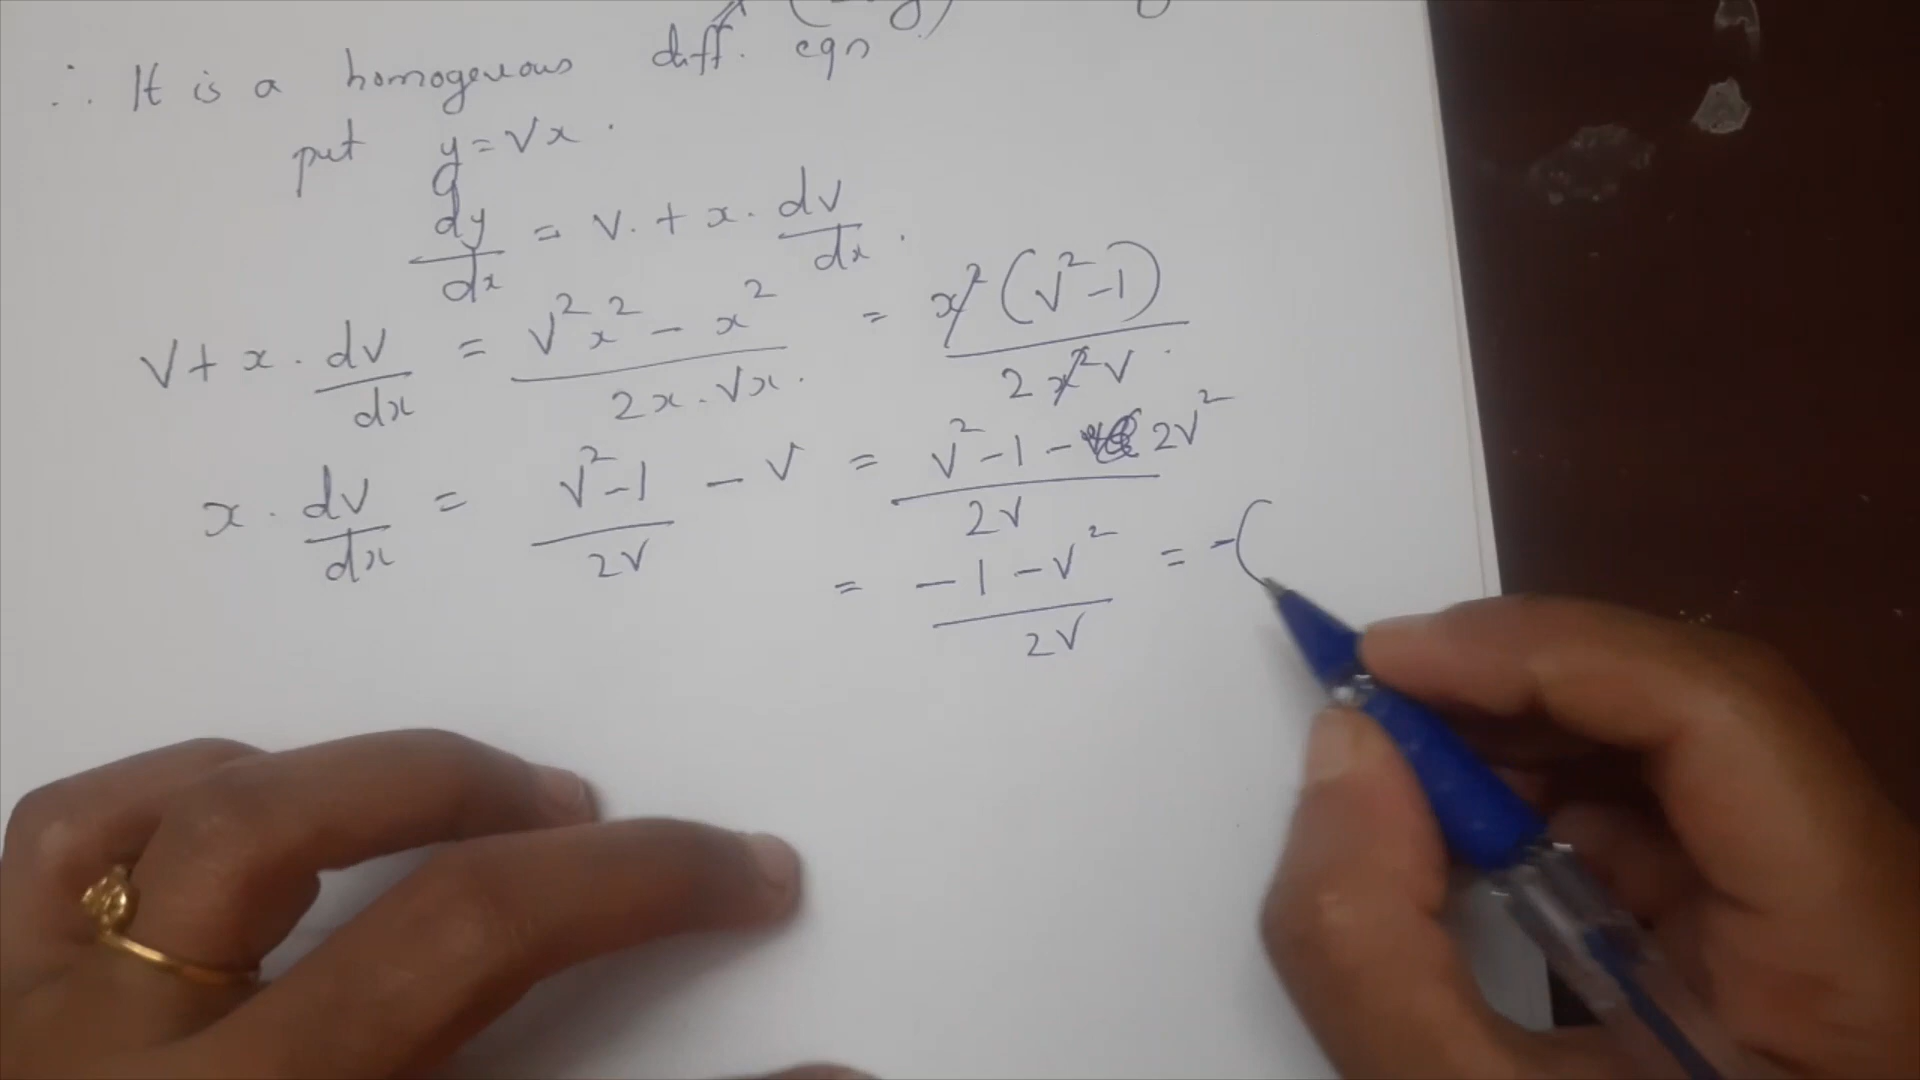 ∴ It is a homogenous diff. eqn
put y = vx.
dy/dx = v. + x. dv/dx.
v + x. dv/dx = v²x² - x² / 2x.vx. = x²(v²-1) / 2x²v.
x. dv/dx = v²-1 / 2v - v = v²-1- 2v² / 2v
= -1-v² / 2v = -(